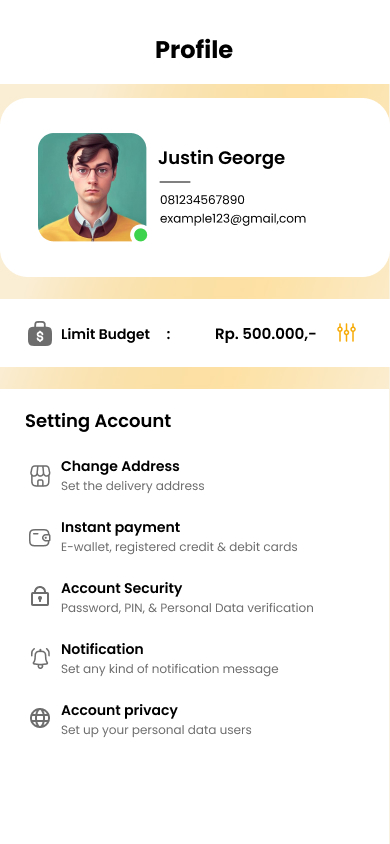 Profile
Justin George
081234567890
example123@gmail,com
Limit Budget : Rp. 500.000,-
Setting Account
Change Address
Set the delivery address
Instant payment
E-wallet, registered credit & debit cards
Account Security
Password, PIN, & Personal Data verification
Notification
Set any kind of notification message
Account privacy
Set up your personal data users